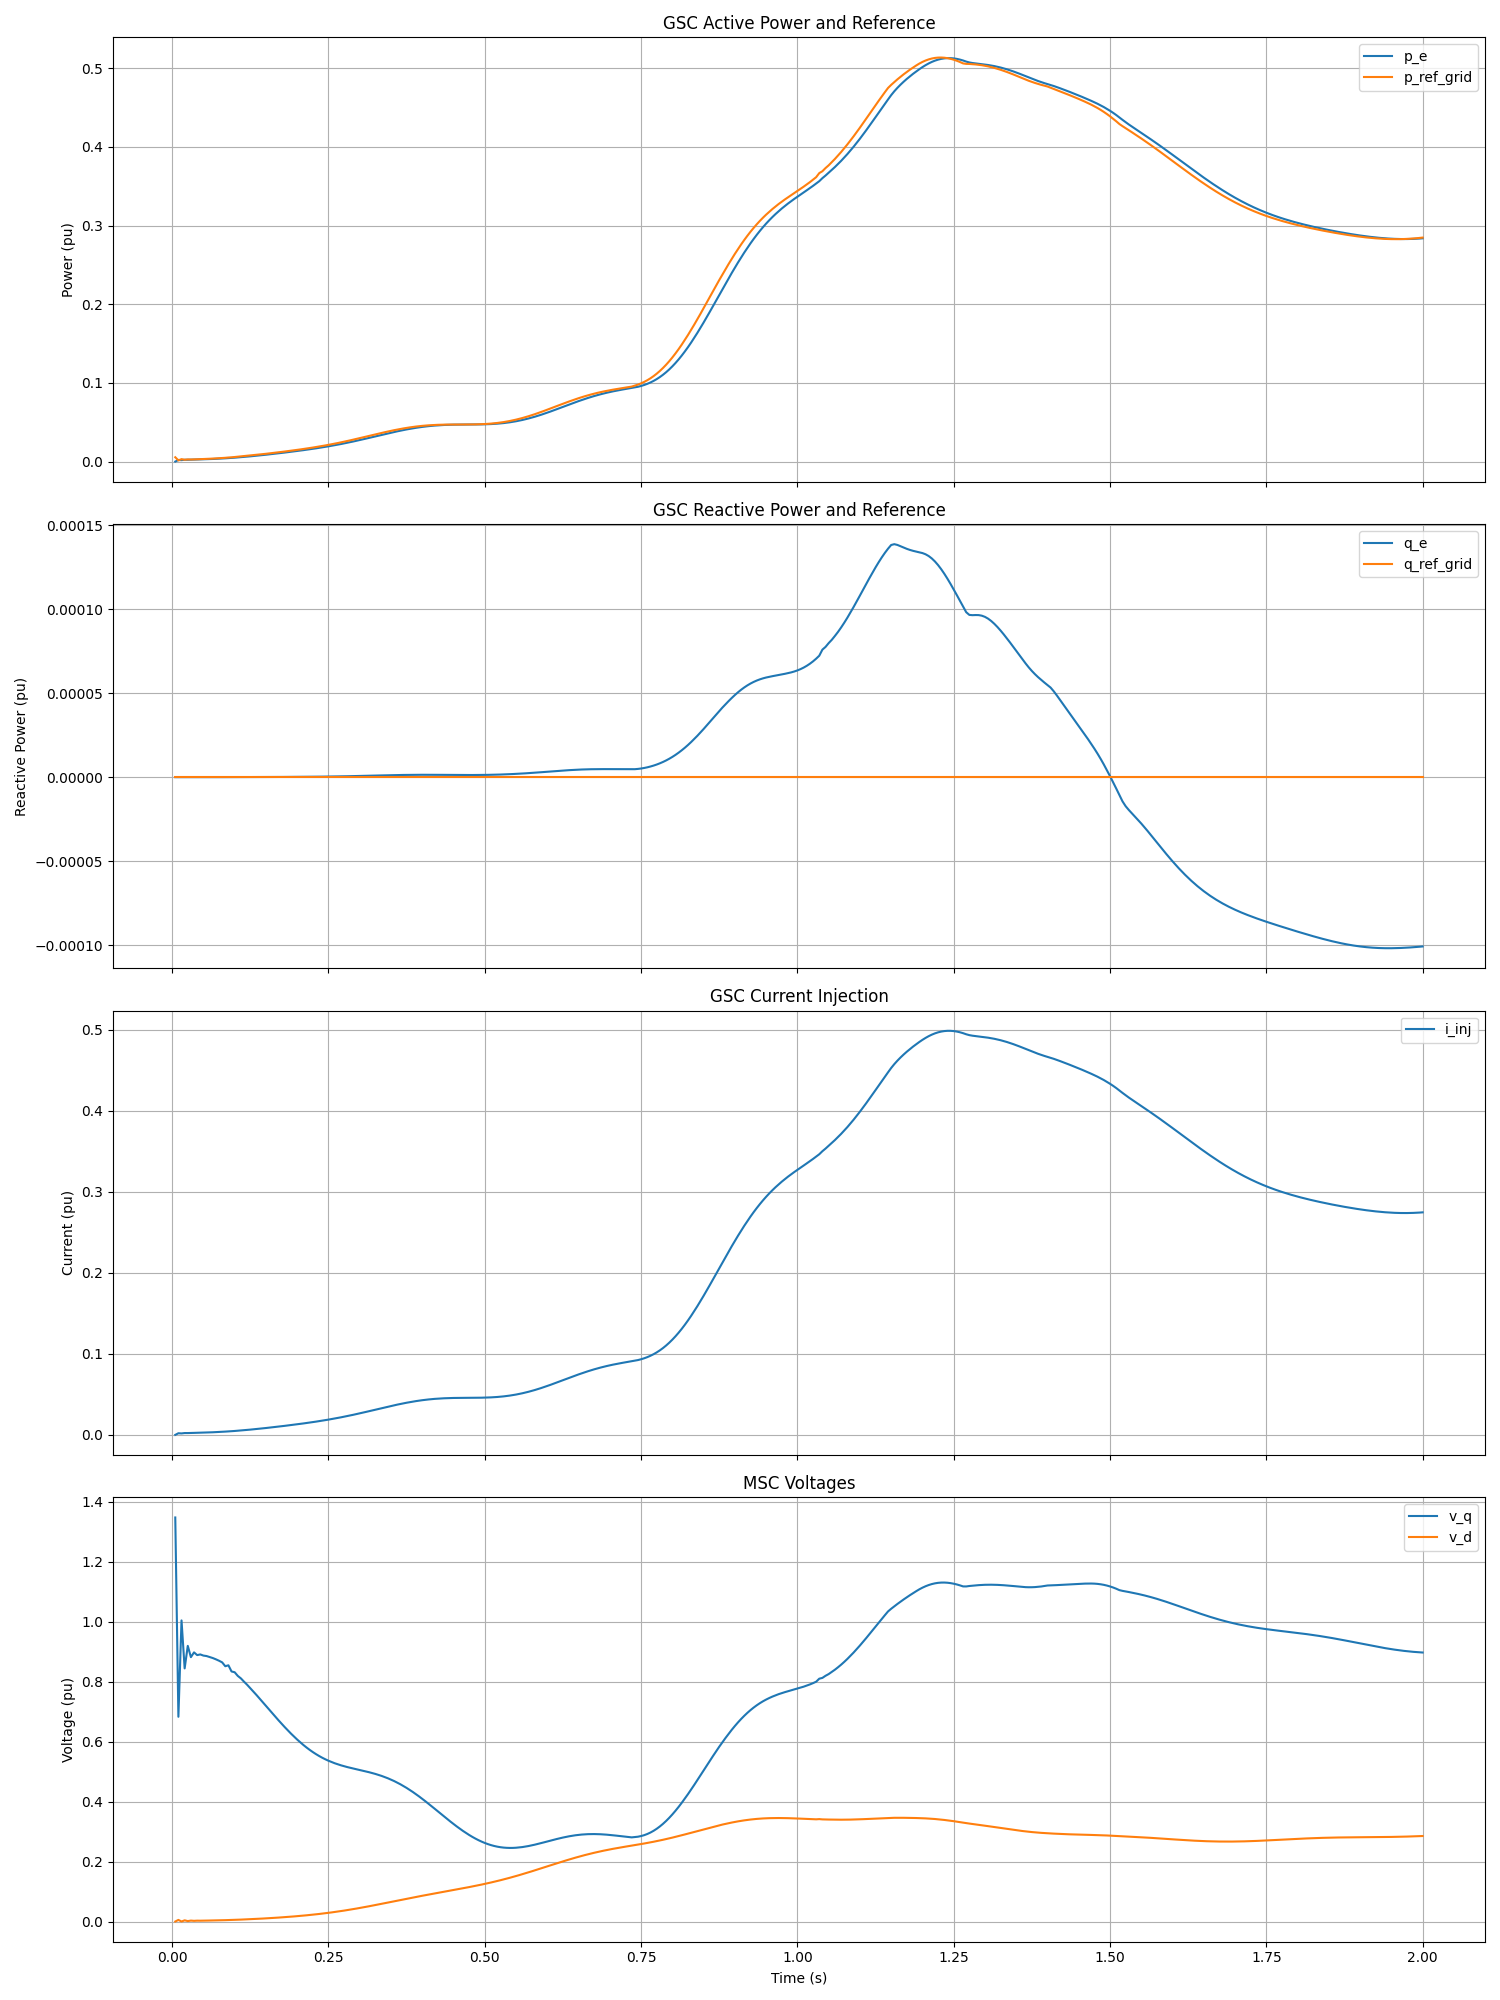 GSC Active Power and Reference
Power (pu)
0.5
0.4
0.3
0.2
0.1
0.0
p_e
p_ref_grid
GSC Reactive Power and Reference
Reactive Power (pu)
0.00015
0.00010
0.00005
0.00000
−0.00005
−0.00010
q_e
q_ref_grid
GSC Current Injection
Current (pu)
0.5
0.4
0.3
0.2
0.1
0.0
i_inj
MSC Voltages
Voltage (pu)
1.4
1.2
1.0
0.8
0.6
0.4
0.2
0.0
v_q
v_d
0.00 0.25 0.50 0.75 1.00 1.25 1.50 1.75 2.00
Time (s)